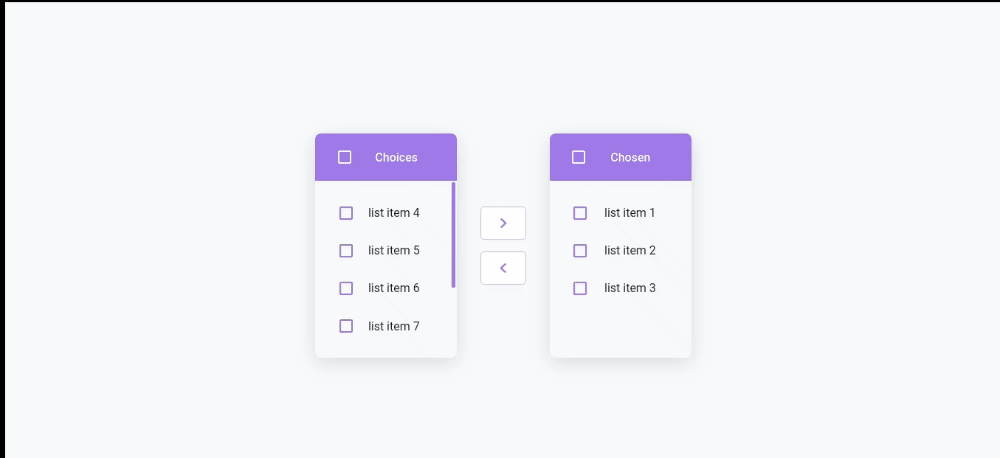 Choices
list item 4
list item 5
list item 6
list item 7
>
<
Chosen
list item 1
list item 2
list item 3